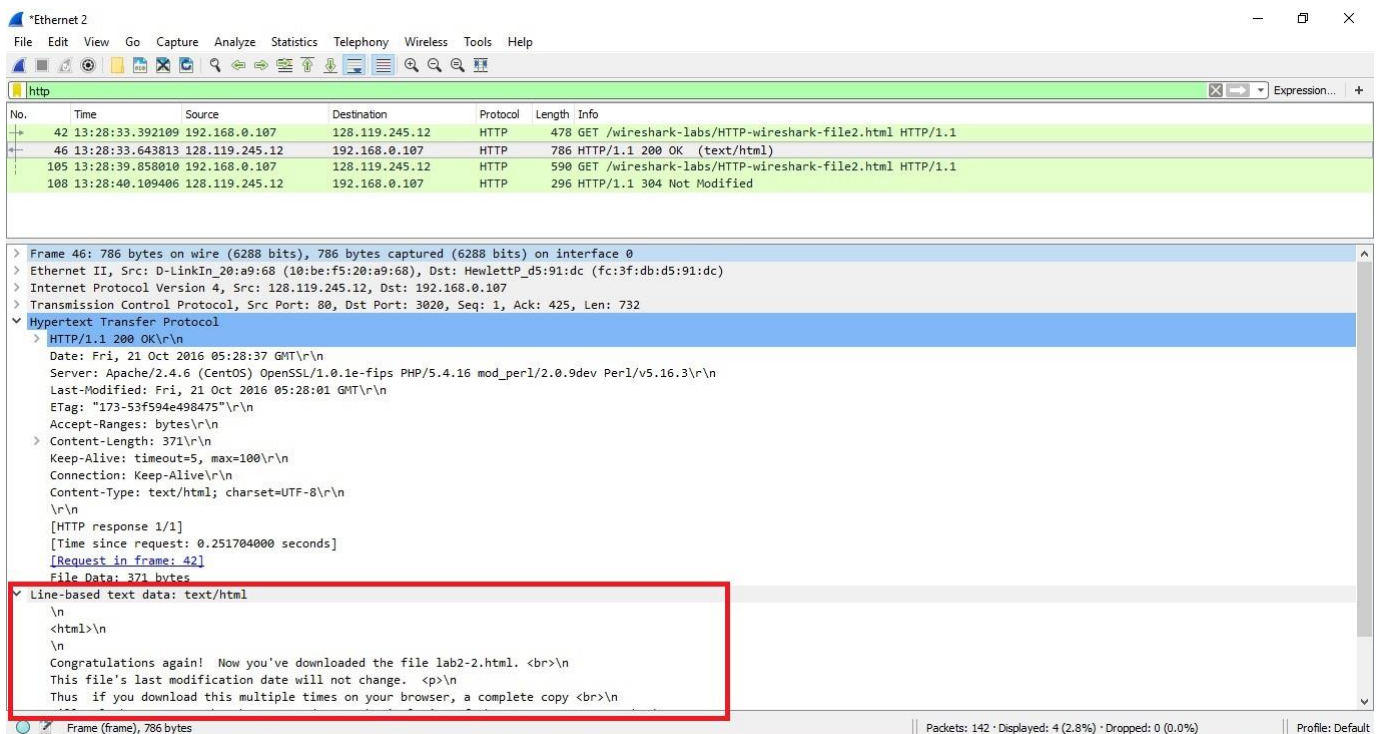 *Ethernet 2
File Edit View Go Capture Analyze Statistics Telephony Wireless Tools Help
http Expression... +
No. Time Source Destination Protocol Length Info
42 13:28:33.392109 192.168.0.107 128.119.245.12 HTTP 478 GET /wireshark-labs/HTTP-wireshark-file2.html HTTP/1.1
46 13:28:33.643813 128.119.245.12 192.168.0.107 HTTP 786 HTTP/1.1 200 OK (text/html)
105 13:28:39.858010 192.168.0.107 128.119.245.12 HTTP 590 GET /wireshark-labs/HTTP-wireshark-file2.html HTTP/1.1
108 13:28:40.109406 128.119.245.12 192.168.0.107 HTTP 296 HTTP/1.1 304 Not Modified
> Frame 46: 786 bytes on wire (6288 bits), 786 bytes captured (6288 bits) on interface 0
> Ethernet II, Src: D-LinkIn_20:a9:68 (10:be:f5:20:a9:68), Dst: HewlettP_d5:91:dc (fc:3f:db:d5:91:dc)
> Internet Protocol Version 4, Src: 128.119.245.12, Dst: 192.168.0.107
> Transmission Control Protocol, Src Port: 80, Dst Port: 3020, Seq: 1, Ack: 425, Len: 732
Hypertext Transfer Protocol
> HTTP/1.1 200 OK\r\n
Date: Fri, 21 Oct 2016 05:28:37 GMT\r\n
Server: Apache/2.4.6 (CentOS) OpenSSL/1.0.1e-fips PHP/5.4.16 mod_perl/2.0.9dev Perl/v5.16.3\r\n
Last-Modified: Fri, 21 Oct 2016 05:28:01 GMT\r\n
ETag: "173-53f594e498475"\r\n
Accept-Ranges: bytes\r\n
> Content-Length: 371\r\n
Keep-Alive: timeout=5, max=100\r\n
Connection: Keep-Alive\r\n
Content-Type: text/html; charset=UTF-8\r\n
\r\n
[HTTP response 1/1]
[Time since request: 0.251704000 seconds]
[Request in frame: 42]
File Data: 371 bytes
Line-based text data: text/html
\n
<html>\n
\n
Congratulations again!  Now you've downloaded the file lab2-2.html. <br>\n
This file's last modification date will not change.  <p>\n
Thus  if you download this multiple times on your browser, a complete copy <br>\n
Frame (frame), 786 bytes Packets: 142 · Displayed: 4 (2.8%) · Dropped: 0 (0.0%) Profile: Default